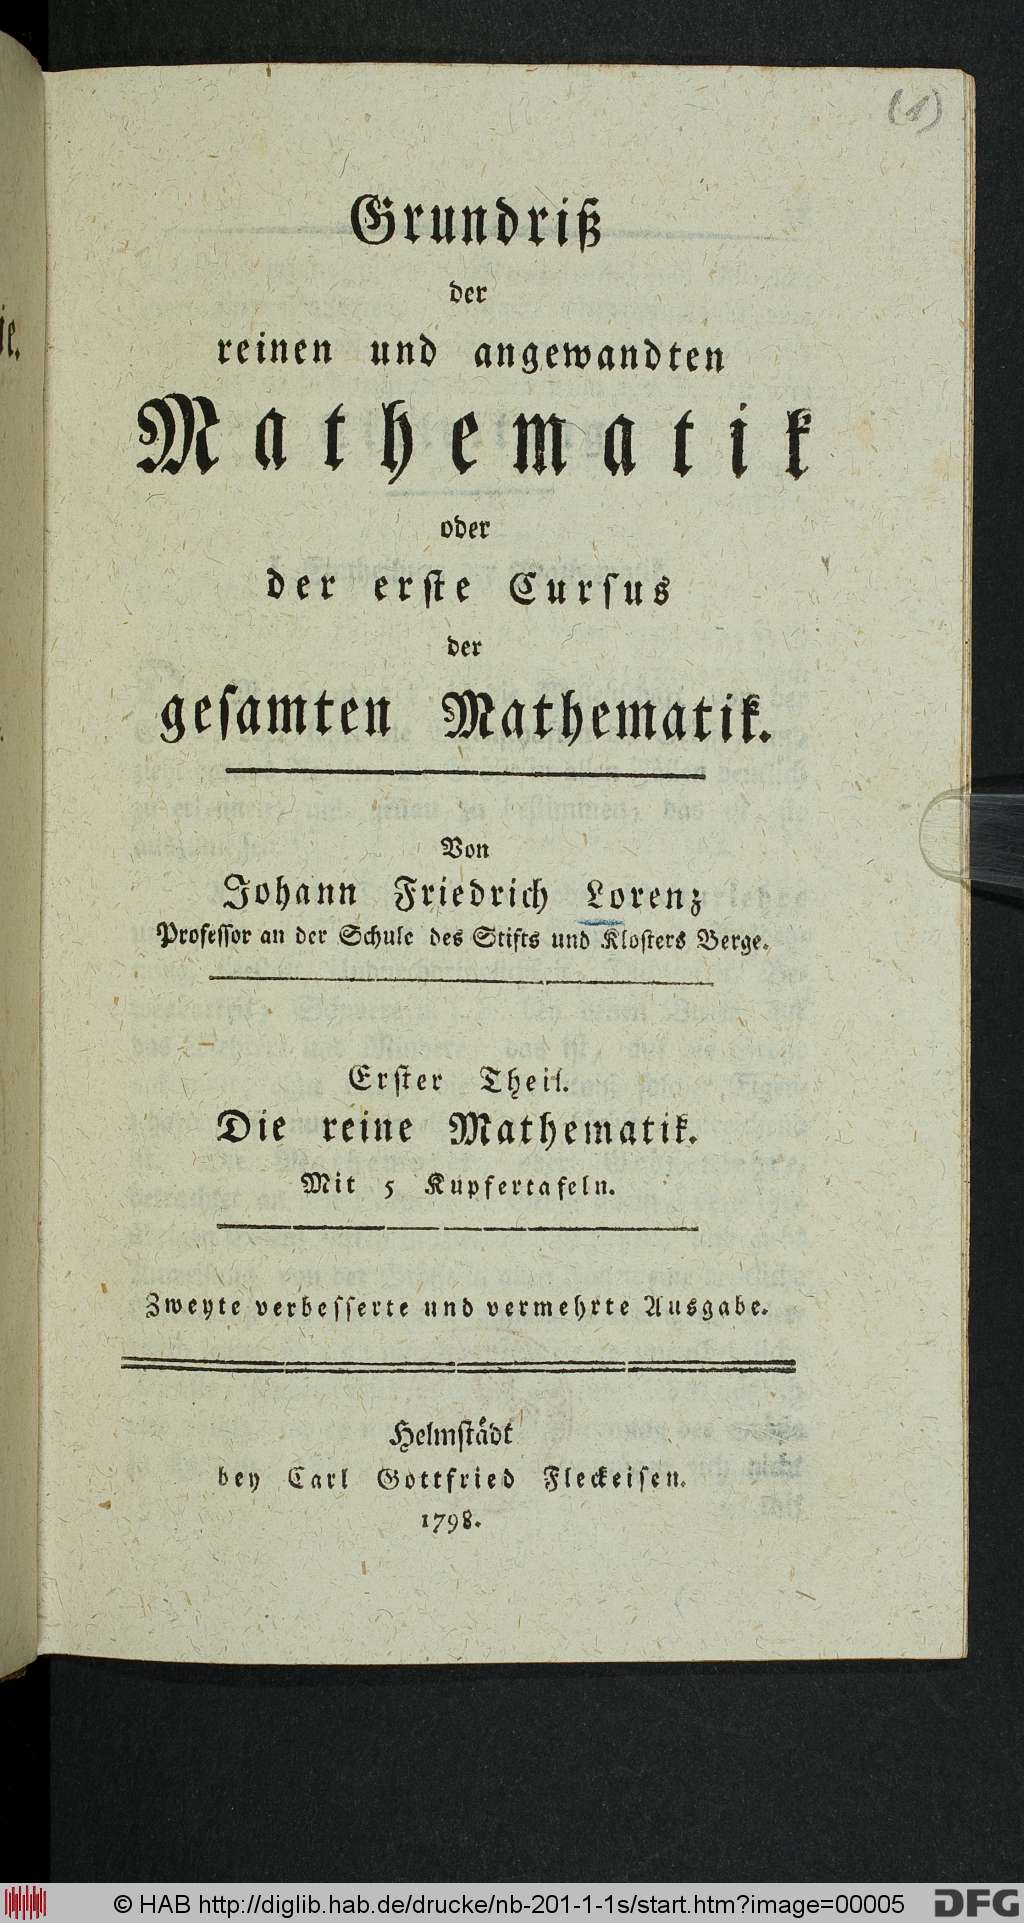 (1)
Grundriß
der
reinen und angewandten
Mathematik
oder
der erſte Curſus
der
geſamten Mathematik.
Von
Johann Friedrich Lorenz
Profeſſor an der Schule des Stifts und Kloſters Berge.
Erſter Theil.
Die reine Mathematik.
Mit 5 Kupfertafeln.
Zweyte verbeſſerte und vermehrte Ausgabe.
Helmſtaͤdt
bey Carl Gottfried Fleckeiſen.
1798.
© HAB http://diglib.hab.de/drucke/nb-201-1-1s/start.htm?image=00005
DFG